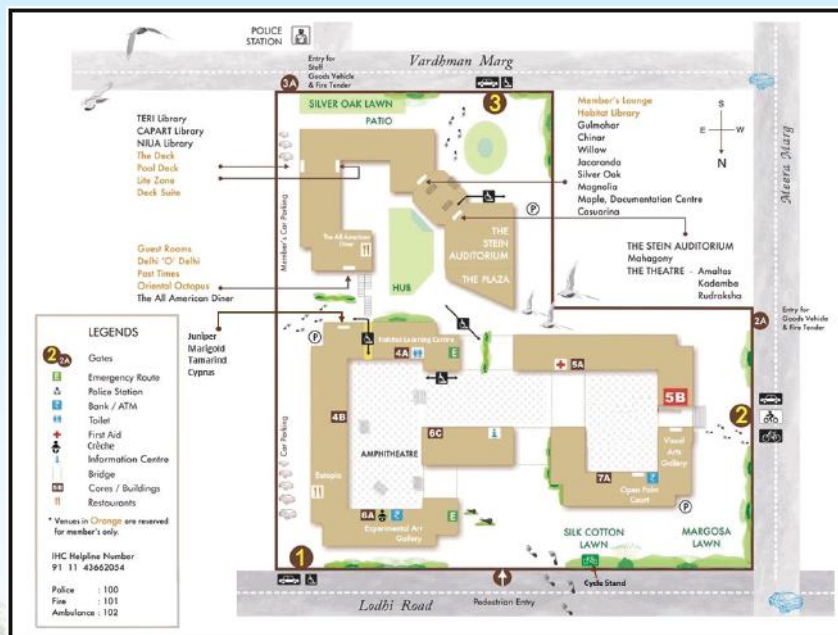 POLICE
STATION
Vardhman Marg
Entry for
Staff
Goods Vehicle
& Fire Tender
3A
3
SILVER OAK LAWN
PATIO
TERI Library
CAPART Library
NIUA Library
The Deck
Pool Deck
Lite Zone
Deck Suite
Member's Lounge
Habitat Library
Gulmohar
Chinar
Willow
Jacaranda
Silver Oak
Magnolia
Maple, Documentation Centre
Casuarina
S
E
W
N
Meera Marg
Member's Car Parking
P
THE
STEIN
AUDITORIUM
THE PLAZA
THE STEIN AUDITORIUM
Mahagony
THE THEATRE - Amaltas
Kadamba
Rudraksha
The All American
Diner
Guest Rooms
Delhi 'O' Delhi
Past Times
Oriental Octopus
The All American Diner
HUB
2A
Entry for
Goods Vehicle
& Fire Tender
LEGENDS
2
2A
Gates
E
Emergency Route
Police Station
Bank / ATM
Toilet
First Aid
Crèche
Information Centre
Bridge
5B
Cores / Buildings
Restaurants
* Venues in Orange are reserved
for member's only.
IHC Helpline Number
91 11 43662054
Police : 100
Fire : 101
Ambulance : 102
Juniper
Marigold
Tamarind
Cyprus
P
Habitat Learning Centre
4A
E
5A
5B
2
4B
6C
AMPHITHEATRE
Visual
Arts
Gallery
Car Parking
Eatopia
7A
Open Palm
Court
6A
E
Experimental Art
Gallery
P
SILK COTTON
LAWN
MARGOSA
LAWN
Cycle Stand
1
Lodhi Road
Pedestrian Entry